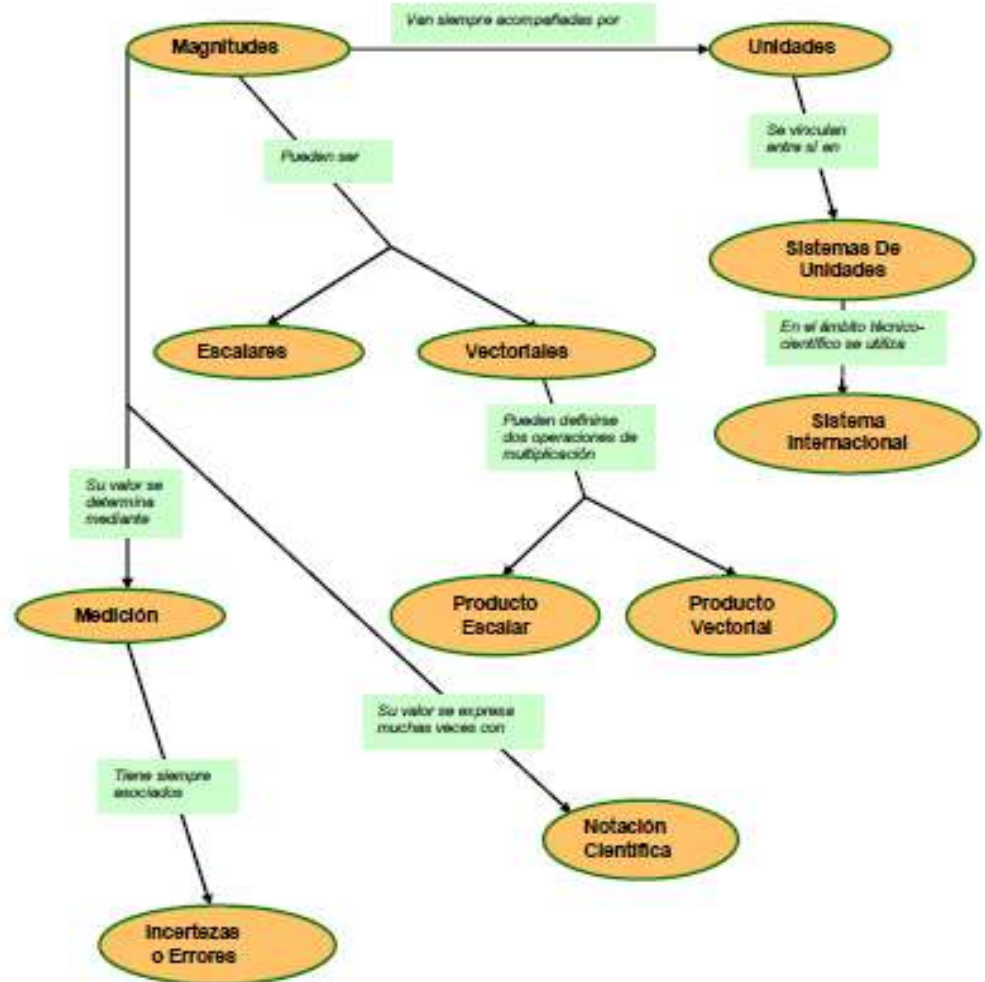 Van siempre acompañadas por
Magnitudes
Unidades
Pueden ser
Se vinculan
entre sí en
Sistemas De
Unidades
En el ámbito técnico-
científico se utiliza
Escalares
Vectoriales
Sistema
Internacional
Pueden definirse
dos operaciones de
multiplicación
Su valor se
determina
mediante
Medición
Producto
Escalar
Producto
Vectorial
Su valor se expresa
muchas veces con
Tiene siempre
asociados
Notación
Científica
Incertezas
o Errores